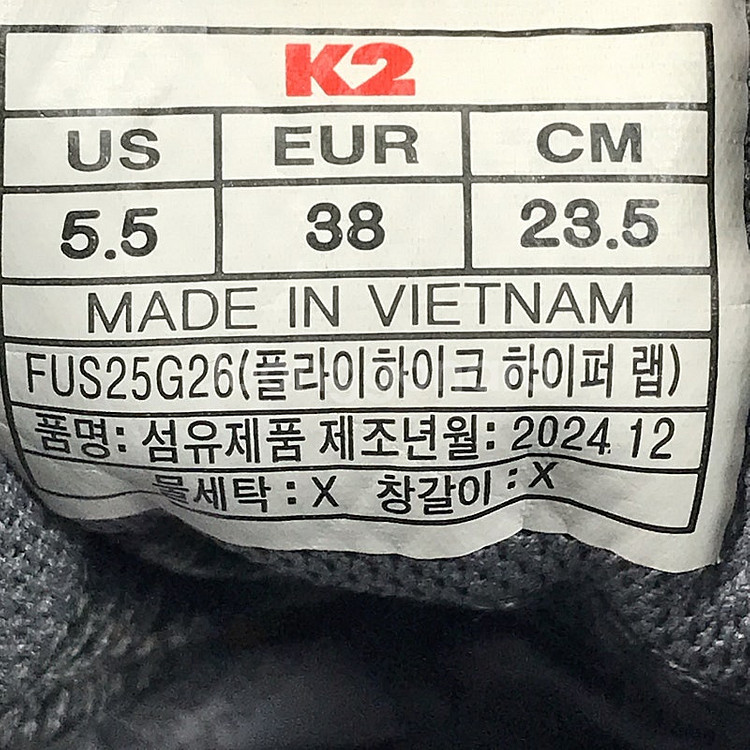 K2
US EUR CM
5.5 38 23.5
MADE IN VIETNAM
FUS25G26(플라이하이크 하이퍼 랩)
품명: 섬유제품 제조년월: 2024.12
물세탁 : X 창갈이 : X